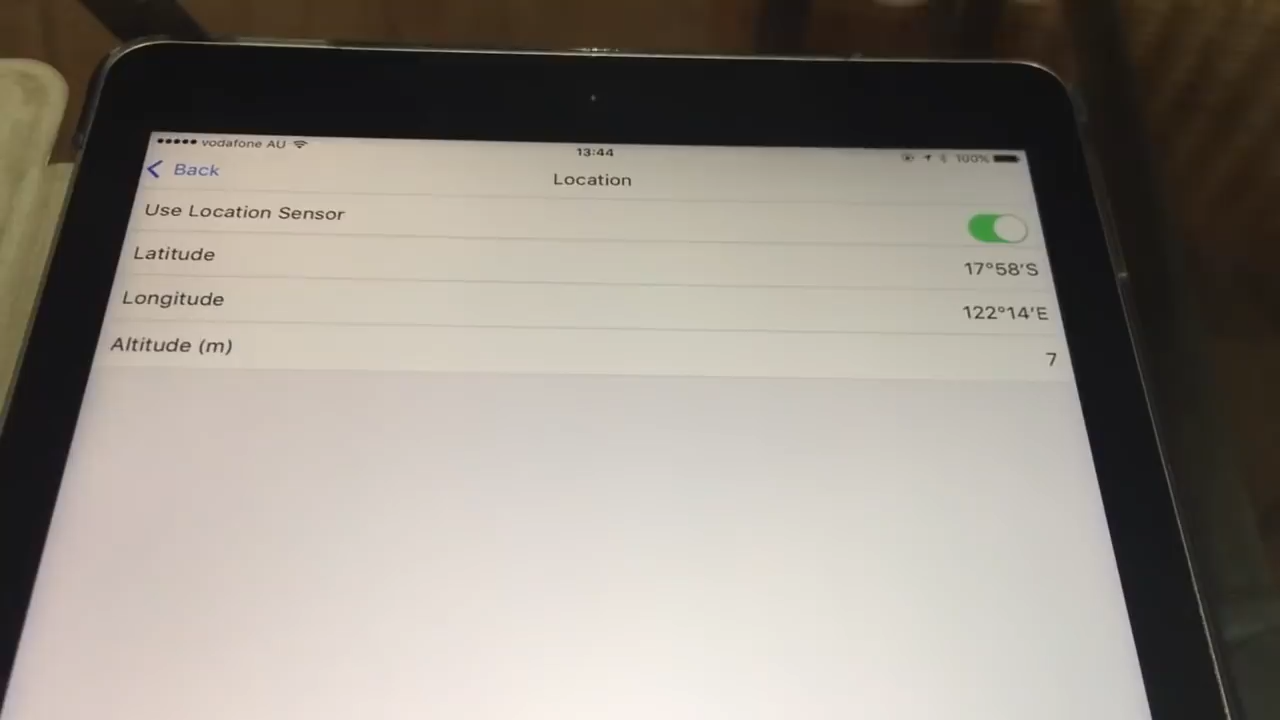 vodafone AU 13:44 100%
Back Location
Use Location Sensor
Latitude 17°58'S
Longitude 122°14'E
Altitude (m) 7